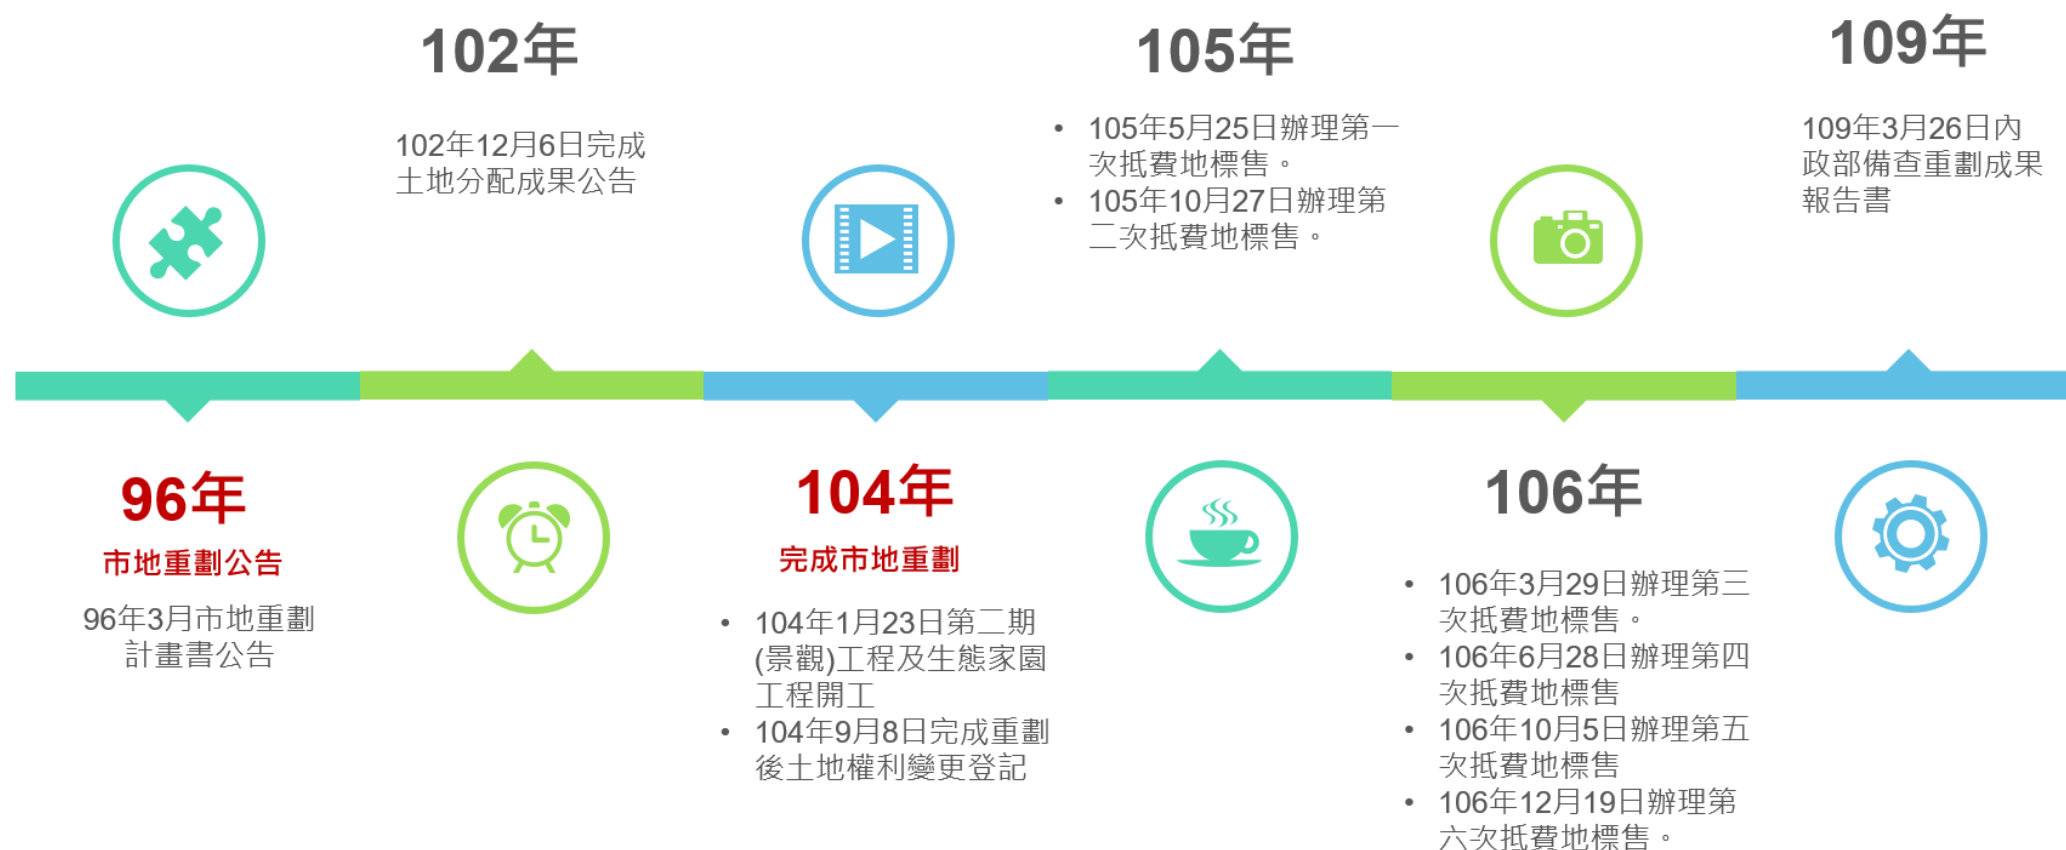 96年
市地重劃公告
96年3月市地重劃
計畫書公告
102年
102年12月6日完成
土地分配成果公告
104年
完成市地重劃
• 104年1月23日第二期
(景觀)工程及生態家園
工程開工
• 104年9月8日完成重劃
後土地權利變更登記
105年
• 105年5月25日辦理第一
次抵費地標售。
• 105年10月27日辦理第
二次抵費地標售。
106年
• 106年3月29日辦理第三
次抵費地標售。
• 106年6月28日辦理第四
次抵費地標售
• 106年10月5日辦理第五
次抵費地標售
• 106年12月19日辦理第
六次抵費地標售。
109年
109年3月26日內
政部備查重劃成果
報告書